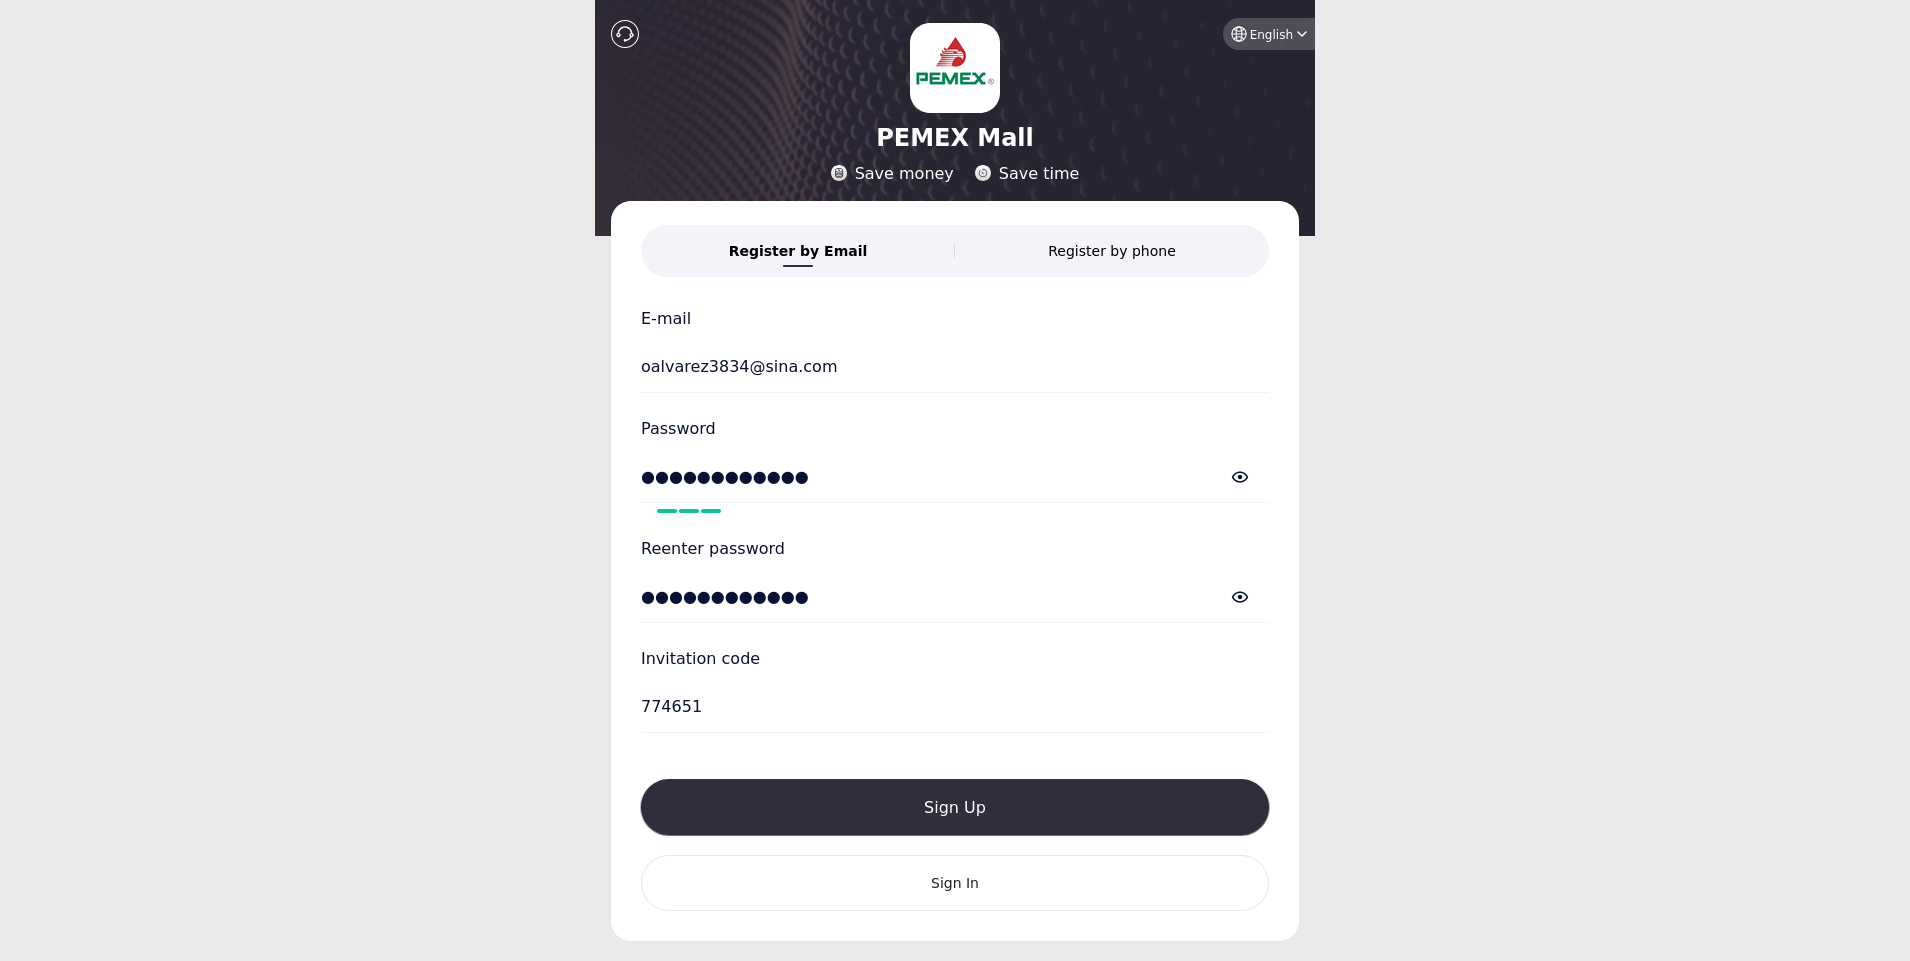 English
PEMEX®
PEMEX Mall
Save money Save time
Register by Email Register by phone
E-mail
oalvarez3834@sina.com
Password
●●●●●●●●●●●●
Reenter password
●●●●●●●●●●●●
Invitation code
774651
Sign Up
Sign In